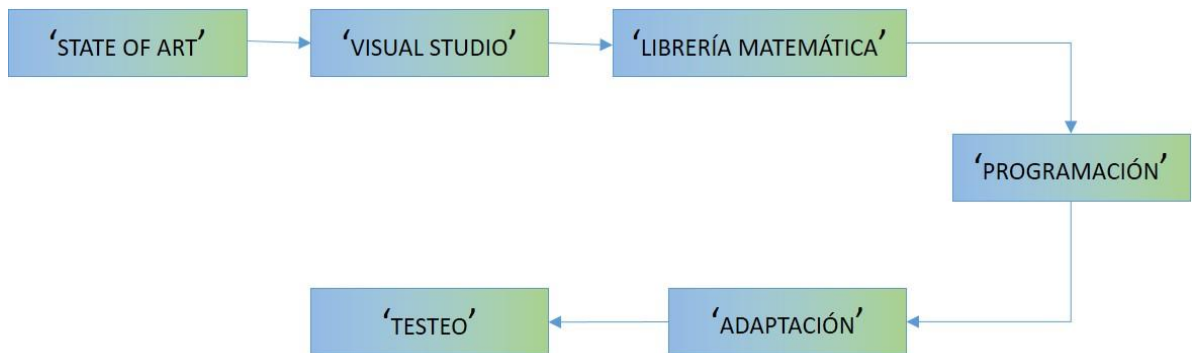 ‘STATE OF ART’
‘VISUAL STUDIO’
‘LIBRERÍA MATEMÁTICA’
‘PROGRAMACIÓN’
‘ADAPTACIÓN’
‘TESTEO’